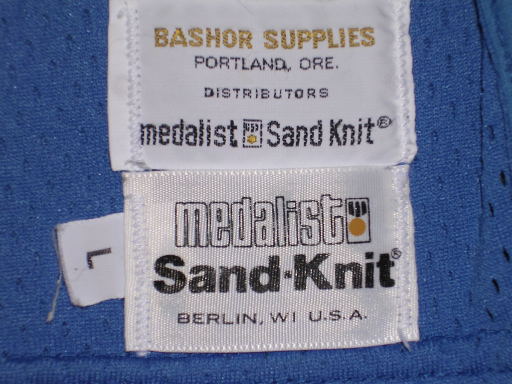 BASHOR SUPPLIES
PORTLAND, ORE.
DISTRIBUTORS
medalist Sand Knit®
medalist
Sand-Knit®
BERLIN, WI U.S.A.
L